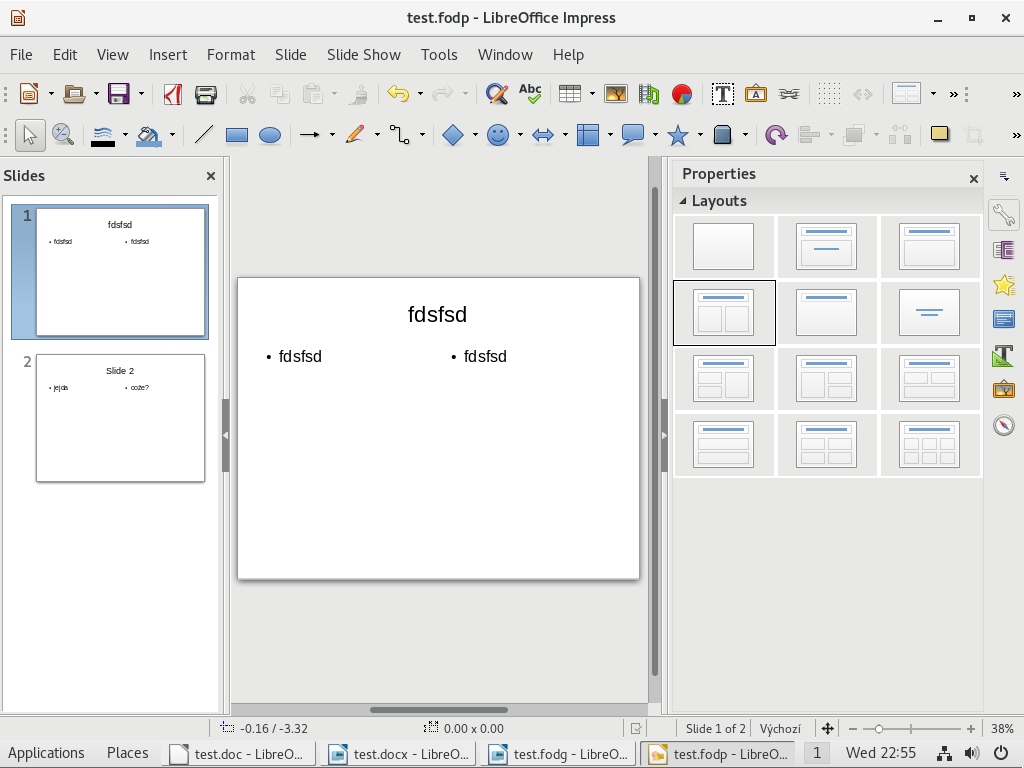 test.fodp - LibreOffice Impress
File Edit View Insert Format Slide Slide Show Tools Window Help
Abc
T A
Slides
Properties
Layouts
1
fdsfsd
• fdsfsd • fdsfsd
2
Slide 2
• jejda • cože?
fdsfsd
• fdsfsd • fdsfsd
-0.16 / -3.32 0.00 x 0.00 Slide 1 of 2 Výchozí 38%
Applications Places test.doc - LibreO... test.docx - LibreO... test.fodg - LibreO... test.fodp - LibreO... 1 Wed 22:55